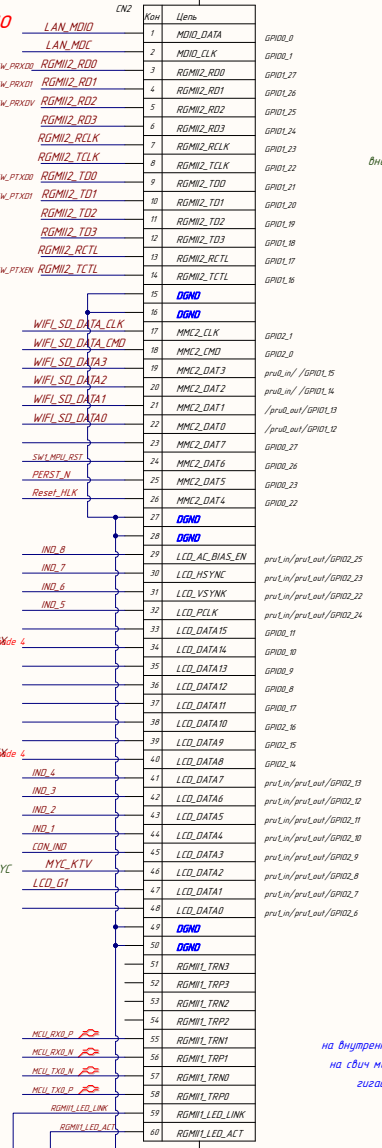 CN2
Кон Цепь
LAN_MDIO 1 MDIO_DATA GPIO0_0
LAN_MDC 2 MDIO_CLK GPIO0_1
W_PRXD0 RGMII2_RD0 3 RGMII2_RD0 GPIO1_27
W_PRXD1 RGMII2_RD1 4 RGMII2_RD1 GPIO1_26
W_PRXDV RGMII2_RD2 5 RGMII2_RD2 GPIO1_25
RGMII2_RD3 6 RGMII2_RD3 GPIO1_24
RGMII2_RCLK 7 RGMII2_RCLK GPIO1_23
RGMII2_TCLK 8 RGMII2_TCLK GPIO1_22
W_PTXD0 RGMII2_TD0 9 RGMII2_TD0 GPIO1_21
W_PTXD1 RGMII2_TD1 10 RGMII2_TD1 GPIO1_20
RGMII2_TD2 11 RGMII2_TD2 GPIO1_19
RGMII2_TD3 12 RGMII2_TD3 GPIO1_18
RGMII2_RCTL 13 RGMII2_RCTL GPIO1_17
W_PTXEN RGMII2_TCTL 14 RGMII2_TCTL GPIO1_16
15 DGND
16 DGND
WIFI_SD_DATA_CLK 17 MMC2_CLK GPIO2_1
WIFI_SD_DATA_CMD 18 MMC2_CMD GPIO2_0
WIFI_SD_DATA3 19 MMC2_DAT3 pru0_in/ /GPIO1_15
WIFI_SD_DATA2 20 MMC2_DAT2 pru0_in/ /GPIO1_14
WIFI_SD_DATA1 21 MMC2_DAT1 /pru0_out/GPIO1_13
WIFI_SD_DATA0 22 MMC2_DAT0 /pru0_out/GPIO1_12
23 MMC2_DAT7 GPIO0_27
SW1_MPU_RST 24 MMC2_DAT6 GPIO0_26
PERST_N 25 MMC2_DAT5 GPIO0_23
Reset_HLK 26 MMC2_DAT4 GPIO0_22
27 DGND
28 DGND
IND_8 29 LCD_AC_BIAS_EN pru1_in/pru1_out/GPIO2_25
IND_7 30 LCD_HSYNC pru1_in/pru1_out/GPIO2_23
IND_6 31 LCD_VSYNK pru1_in/pru1_out/GPIO2_22
IND_5 32 LCD_PCLK pru1_in/pru1_out/GPIO2_24
33 LCD_DATA15 GPIO0_11
34 LCD_DATA14 GPIO0_10
35 LCD_DATA13 GPIO0_9
36 LCD_DATA12 GPIO0_8
37 LCD_DATA11 GPIO0_17
38 LCD_DATA10 GPIO2_16
39 LCD_DATA9 GPIO2_15
40 LCD_DATA8 GPIO2_14
IND_4 41 LCD_DATA7 pru1_in/pru1_out/GPIO2_13
IND_3 42 LCD_DATA6 pru1_in/pru1_out/GPIO2_12
IND_2 43 LCD_DATA5 pru1_in/pru1_out/GPIO2_11
IND_1 44 LCD_DATA4 pru1_in/pru1_out/GPIO2_10
CON_IND 45 LCD_DATA3 pru1_in/pru1_out/GPIO2_9
MYC_KTV 46 LCD_DATA2 pru1_in/pru1_out/GPIO2_8
LCD_G1 47 LCD_DATA1 pru1_in/pru1_out/GPIO2_7
48 LCD_DATA0 pru1_in/pru1_out/GPIO2_6
49 DGND
50 DGND
51 RGMII1_TRN3
52 RGMII1_TRP3
53 RGMII1_TRN2
54 RGMII1_TRP2
MCU_RX0_P 55 RGMII1_TRN1
MCU_RX0_N 56 RGMII1_TRP1
MCU_TX0_N 57 RGMII1_TRN0
MCU_TX0_P 58 RGMII1_TRP0
RGMII1_LED_LINK 59 RGMII1_LED_LINK
RGMII1_LED_ACT 60 RGMII1_LED_ACT
на внутрен
на свич м
гига